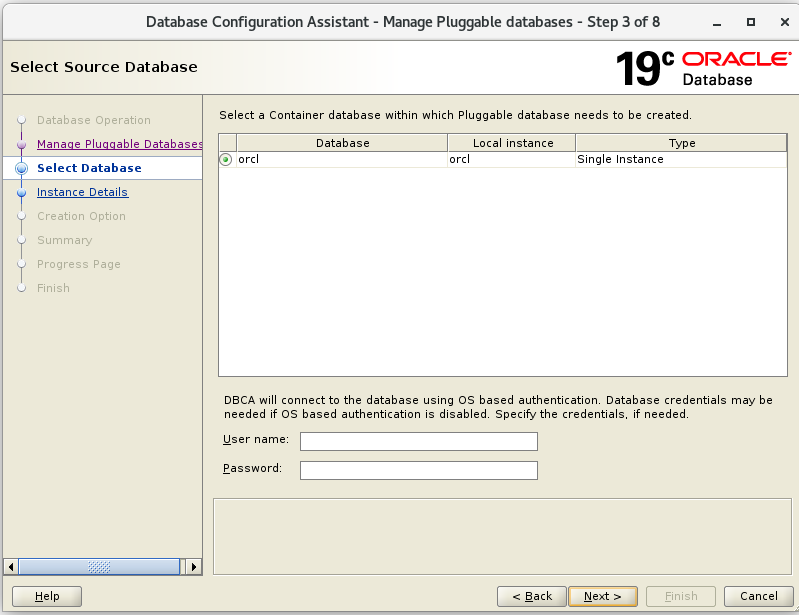 Database Configuration Assistant - Manage Pluggable databases - Step 3 of 8
Select Source Database
19c ORACLE
Database
Database Operation
Manage Pluggable Databases
Select Database
Instance Details
Creation Option
Summary
Progress Page
Finish
Select a Container database within which Pluggable database needs to be created.
Database Local instance Type
orcl orcl Single Instance
DBCA will connect to the database using OS based authentication. Database credentials may be
needed if OS based authentication is disabled. Specify the credentials, if needed.
User name:
Password:
Help < Back Next > Finish Cancel